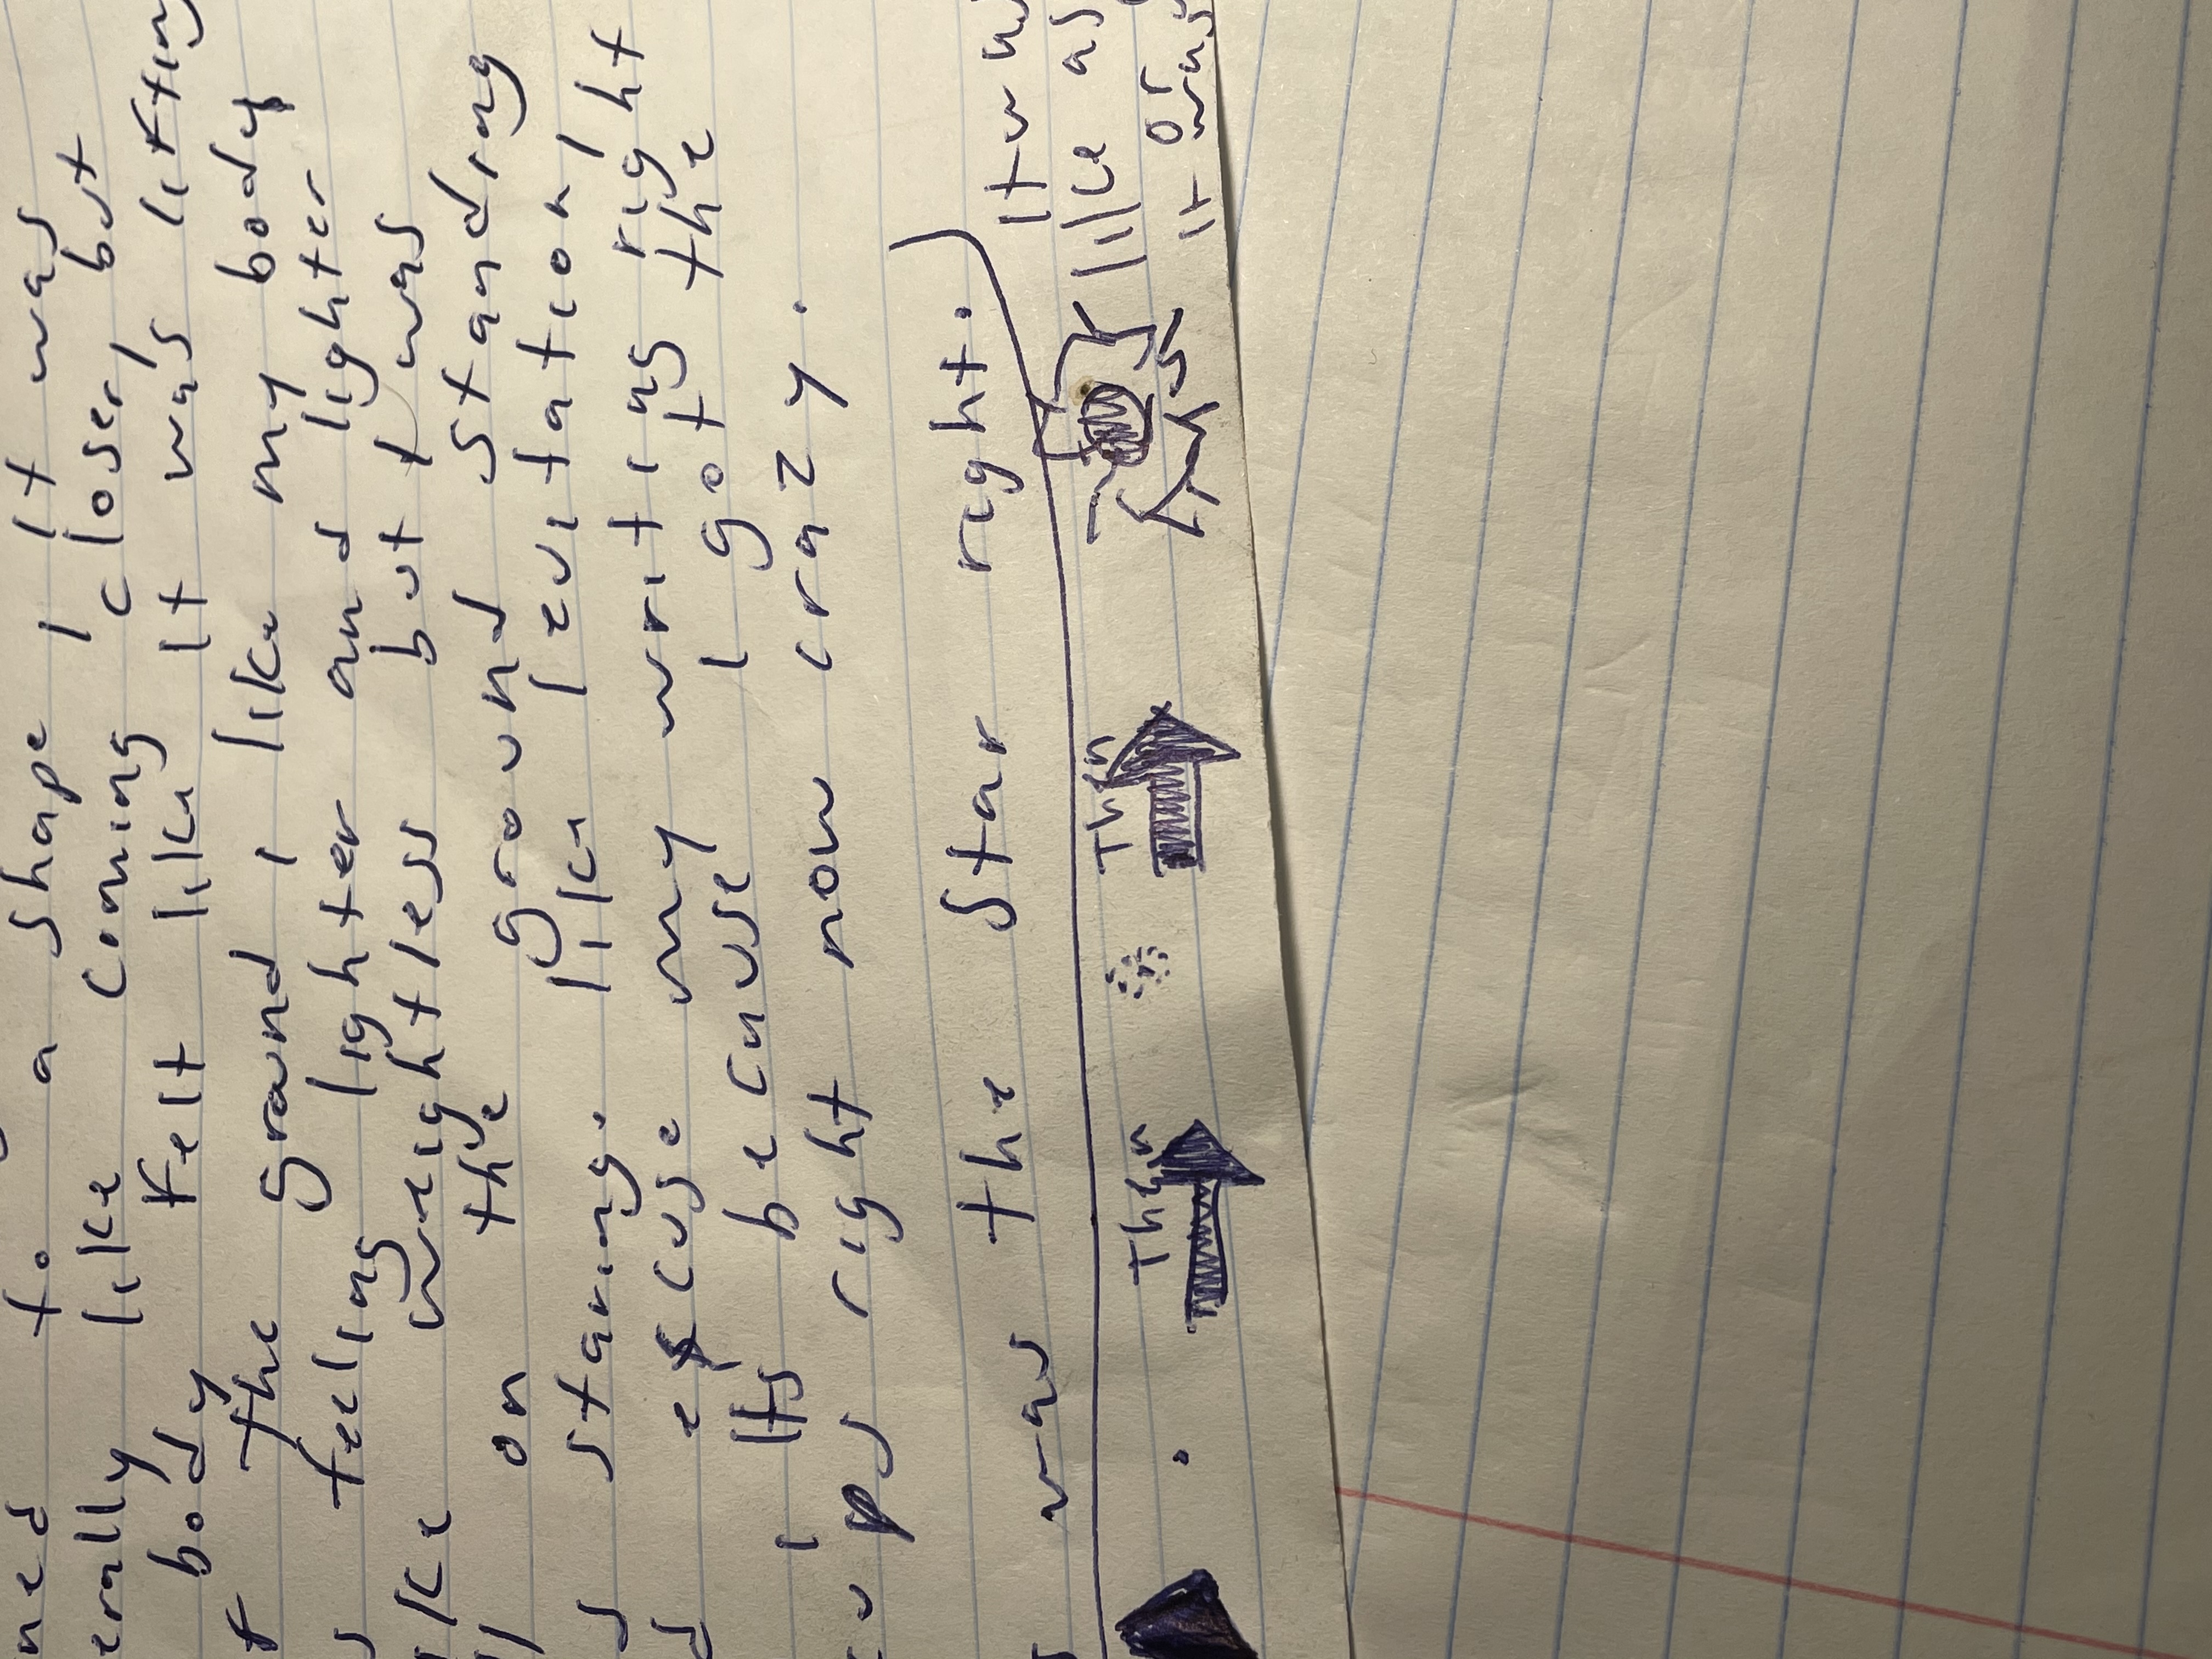 ned to a shape, it was
erally like coming closer, but
body Felt like it was lifting
f the ground, like my body
s feeling lighter and lighter
ike weightless but I was
ll on the ground standing
d staring. like levitation,
d excuse my writing right
, Its because I got the
cups right now crazy.
s was the Star right.
It was
like as
or
it was
Then
Then